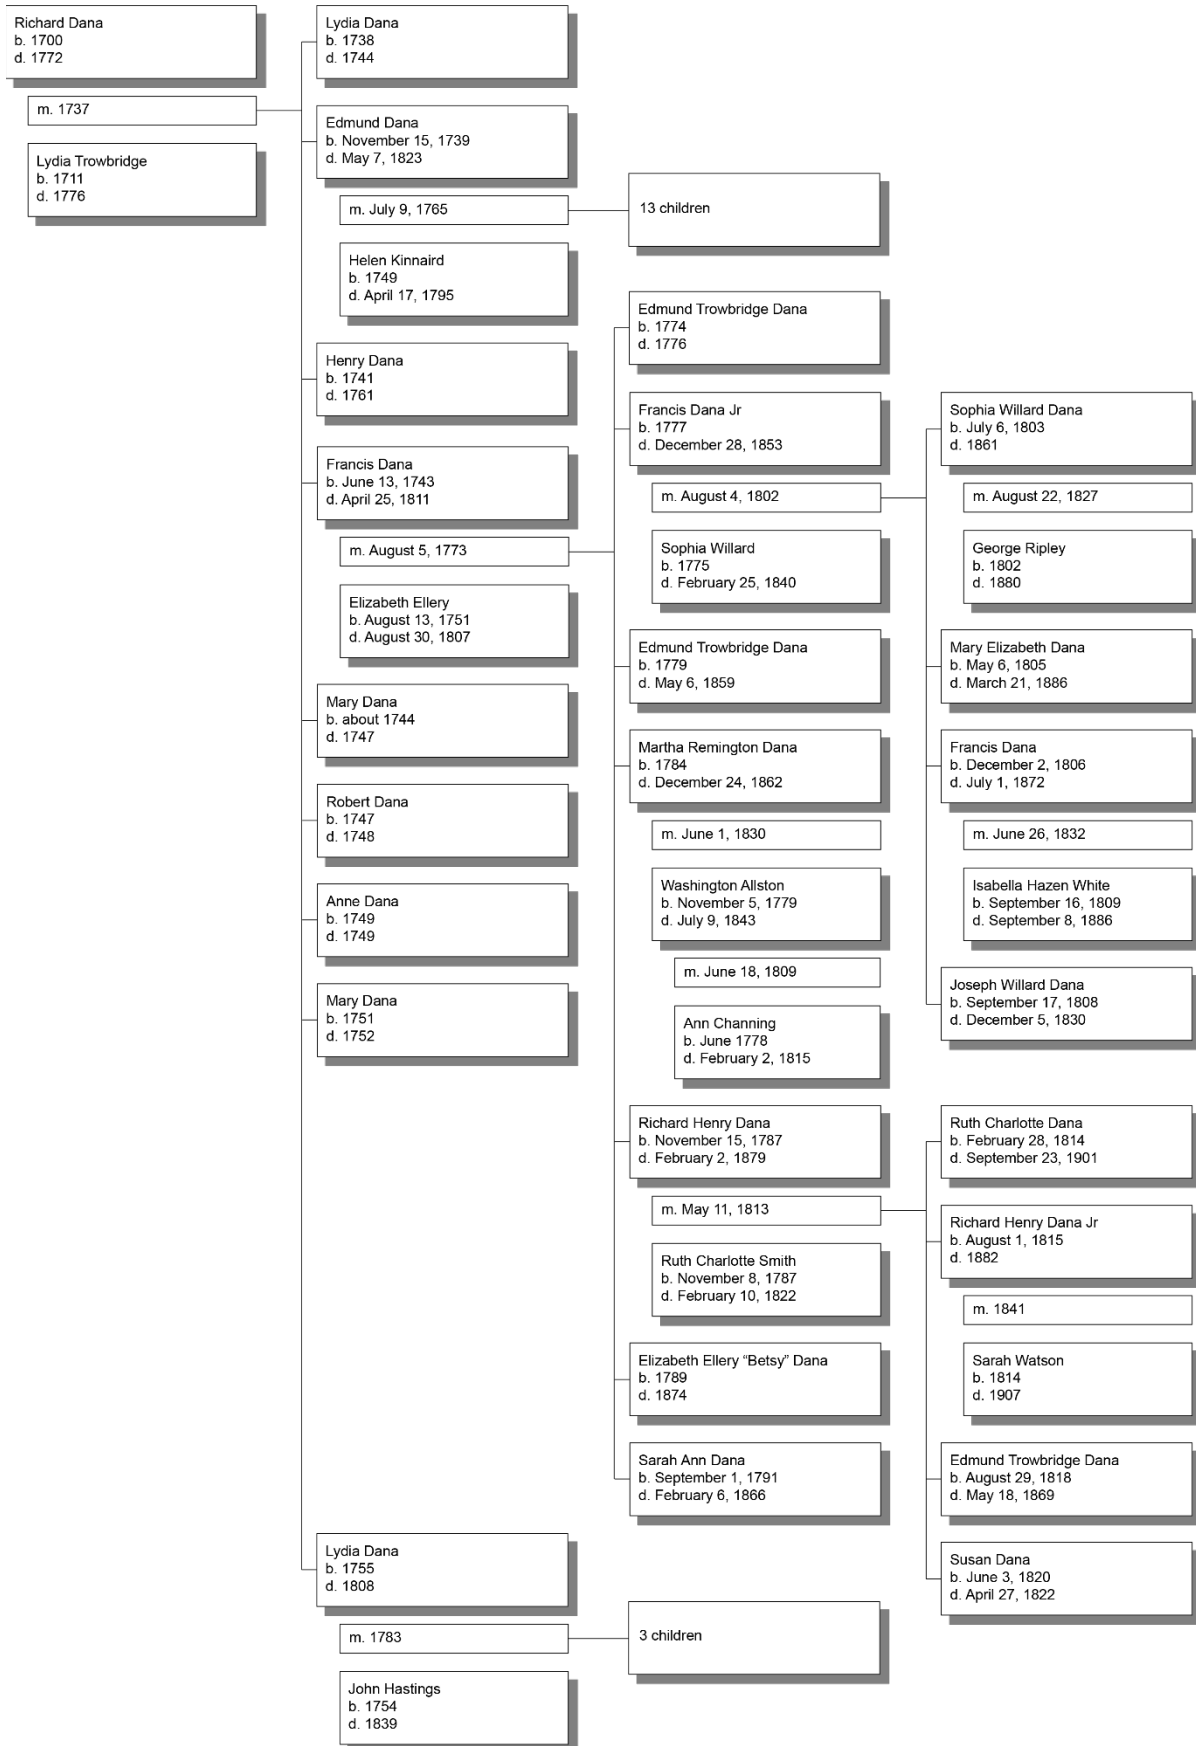 Richard Dana
b. 1700
d. 1772
m. 1737
Lydia Trowbridge
b. 1711
d. 1776
Lydia Dana
b. 1738
d. 1744
Edmund Dana
b. November 15, 1739
d. May 7, 1823
m. July 9, 1765
Helen Kinnaird
b. 1749
d. April 17, 1795
13 children
Henry Dana
b. 1741
d. 1761
Francis Dana
b. June 13, 1743
d. April 25, 1811
m. August 5, 1773
Elizabeth Ellery
b. August 13, 1751
d. August 30, 1807
Mary Dana
b. about 1744
d. 1747
Robert Dana
b. 1747
d. 1748
Anne Dana
b. 1749
d. 1749
Mary Dana
b. 1751
d. 1752
Lydia Dana
b. 1755
d. 1808
m. 1783
John Hastings
b. 1754
d. 1839
3 children
Edmund Trowbridge Dana
b. 1774
d. 1776
Francis Dana Jr
b. 1777
d. December 28, 1853
m. August 4, 1802
Sophia Willard
b. 1775
d. February 25, 1840
Edmund Trowbridge Dana
b. 1779
d. May 6, 1859
Martha Remington Dana
b. 1784
d. December 24, 1862
m. June 1, 1830
Washington Allston
b. November 5, 1779
d. July 9, 1843
m. June 18, 1809
Ann Channing
b. June 1778
d. February 2, 1815
Richard Henry Dana
b. November 15, 1787
d. February 2, 1879
m. May 11, 1813
Ruth Charlotte Smith
b. November 8, 1787
d. February 10, 1822
Elizabeth Ellery “Betsy” Dana
b. 1789
d. 1874
Sarah Ann Dana
b. September 1, 1791
d. February 6, 1866
Sophia Willard Dana
b. July 6, 1803
d. 1861
m. August 22, 1827
George Ripley
b. 1802
d. 1880
Mary Elizabeth Dana
b. May 6, 1805
d. March 21, 1886
Francis Dana
b. December 2, 1806
d. July 1, 1872
m. June 26, 1832
Isabella Hazen White
b. September 16, 1809
d. September 8, 1886
Joseph Willard Dana
b. September 17, 1808
d. December 5, 1830
Ruth Charlotte Dana
b. February 28, 1814
d. September 23, 1901
Richard Henry Dana Jr
b. August 1, 1815
d. 1882
m. 1841
Sarah Watson
b. 1814
d. 1907
Edmund Trowbridge Dana
b. August 29, 1818
d. May 18, 1869
Susan Dana
b. June 3, 1820
d. April 27, 1822